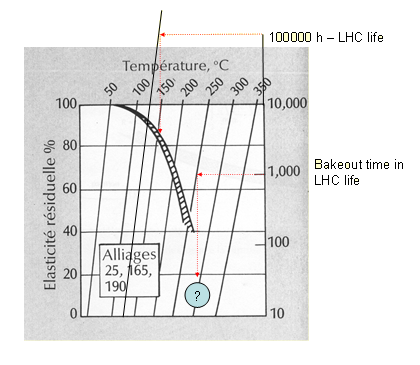 100000 h – LHC life
Température, °C
50 100 150 200 250 300 350
100 10,000
80
Bakeout time in
LHC life
1,000
60
40 100
Alliages
25, 165,
190
20
0 10
?
Elasticité résiduelle %